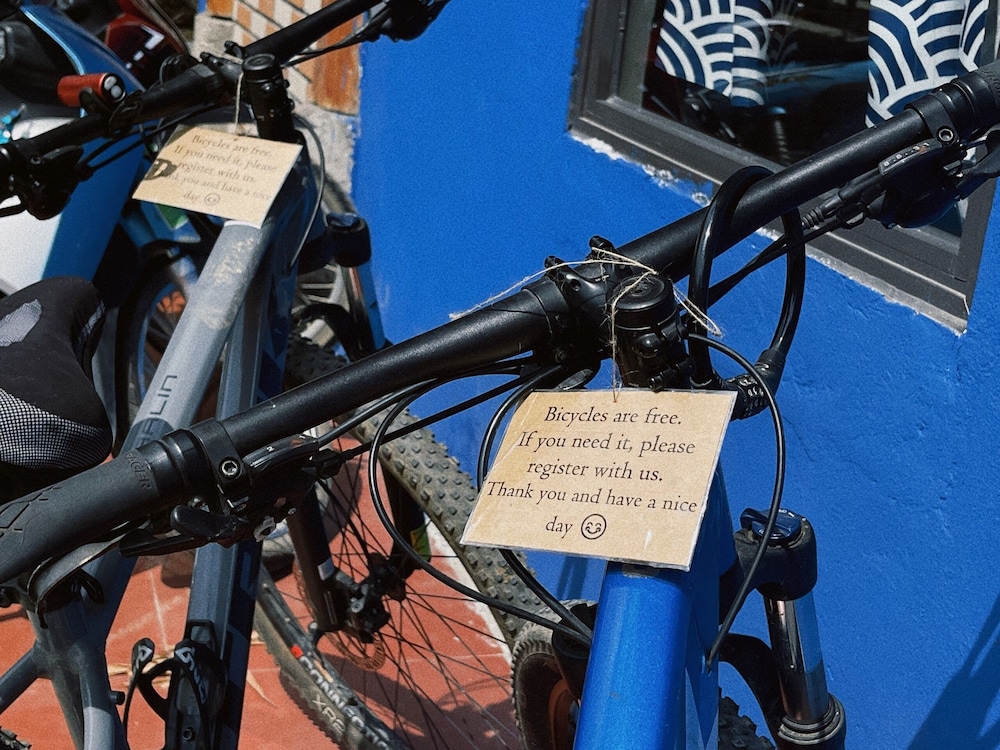 Bicycles are free.
If you need it, please
register with us.
you and have a nice
day
Bicycles are free.
If you need it, please
register with us.
Thank you and have a nice
day